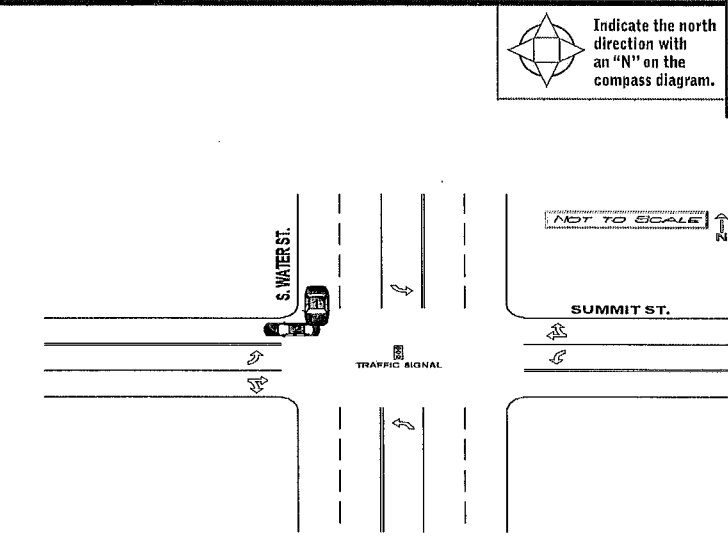 Indicate the north
direction with
an "N" on the
compass diagram.
NOT TO SCALE
N
S. WATER ST.
SUMMIT ST.
TRAFFIC SIGNAL